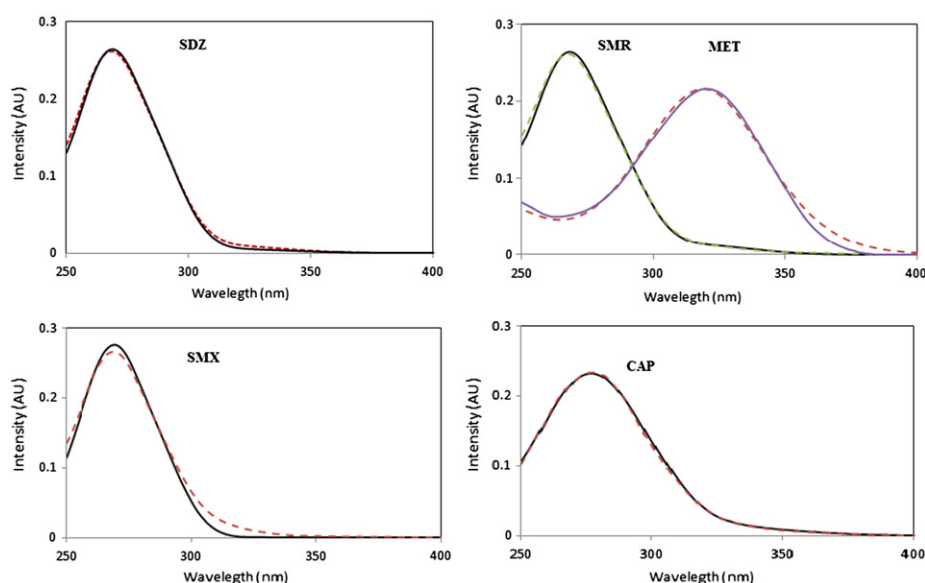 0.3
SDZ
0.2
0.1
0
Intensity (AU)
250 300 350 400
Wavelegth (nm)
0.3
SMR MET
0.2
0.1
0
Intensity (AU)
250 300 350 400
Wavelegth (nm)
0.3
SMX
0.2
0.1
0
Intensity (AU)
250 300 350 400
Wavelegth (nm)
0.3
CAP
0.2
0.1
0
Intensity (AU)
250 300 350 400
Wavelegth (nm)